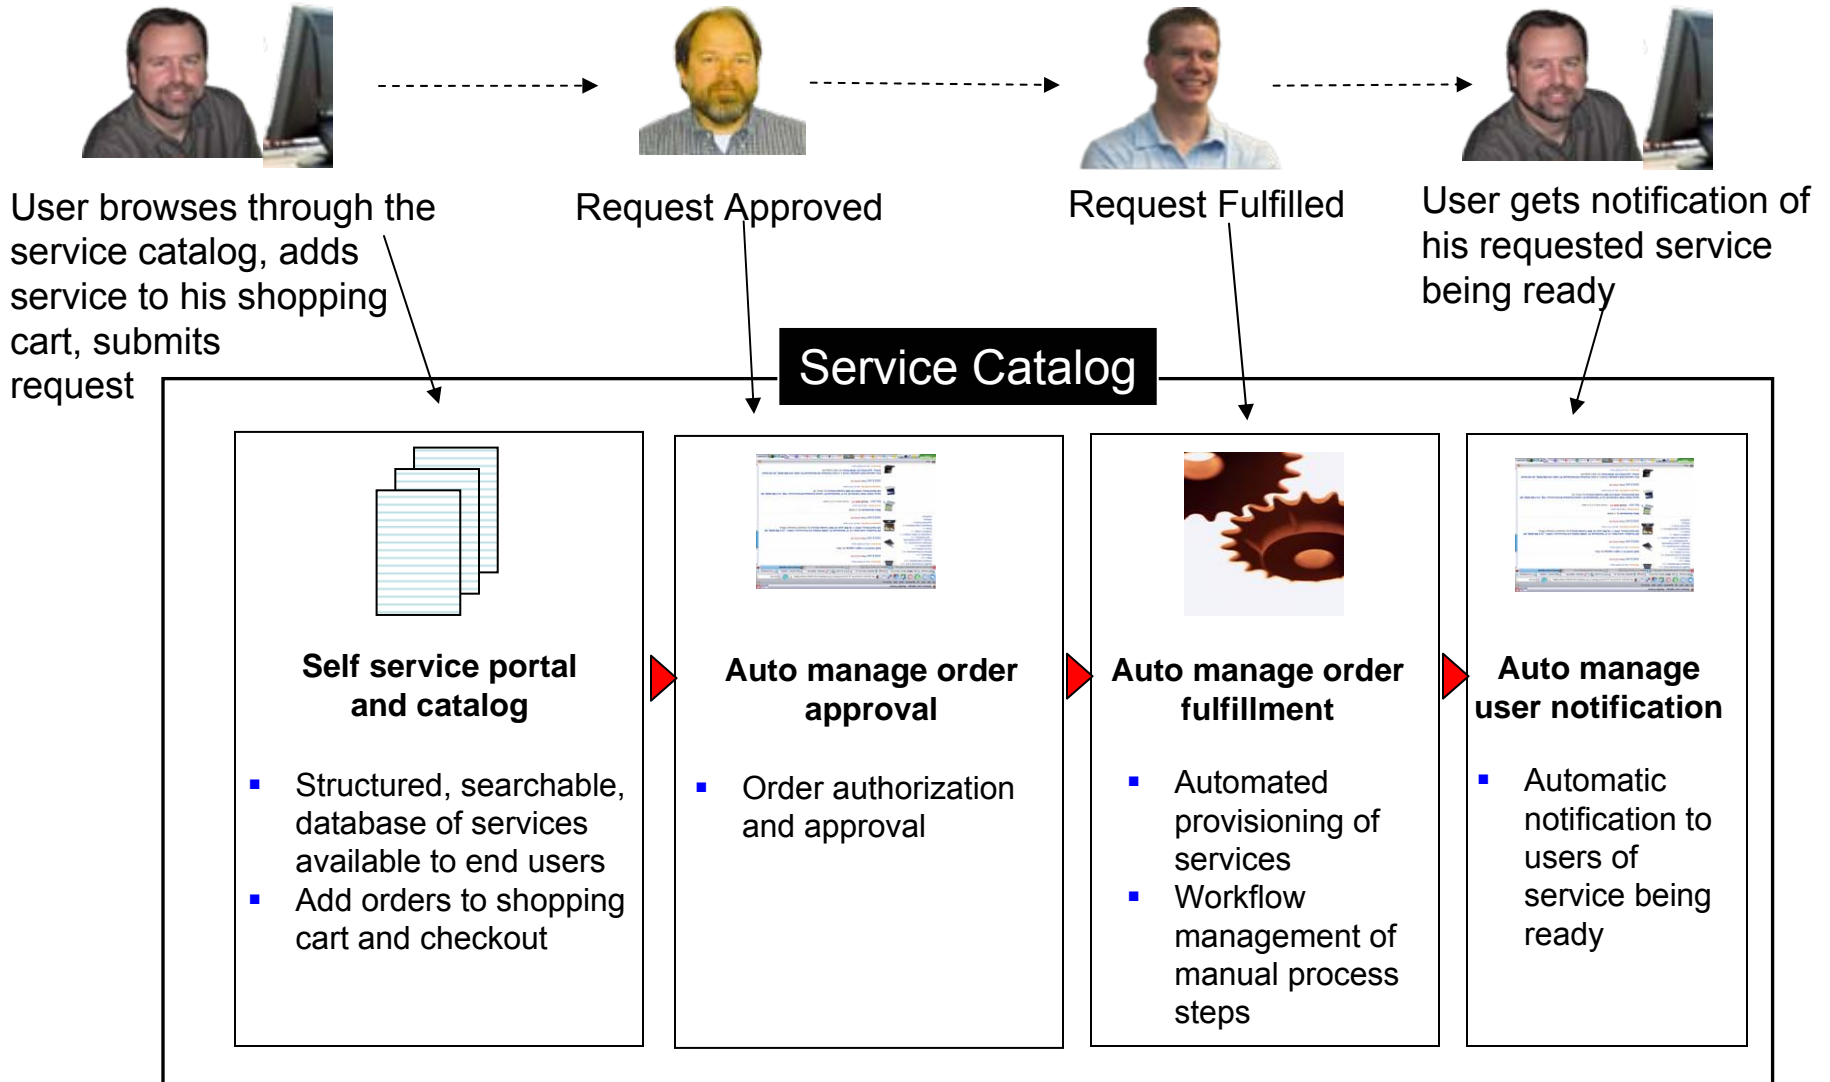 User browses through the
service catalog, adds
service to his shopping
cart, submits
request
Request Approved
Request Fulfilled
User gets notification of
his requested service
being ready
Service Catalog
Self service portal
and catalog
Structured, searchable,
database of services
available to end users
Add orders to shopping
cart and checkout
Auto manage order
approval
Order authorization
and approval
Auto manage order
fulfillment
Automated
provisioning of
services
Workflow
management of
manual process
steps
Auto manage
user notification
Automatic
notification to
users of
service being
ready